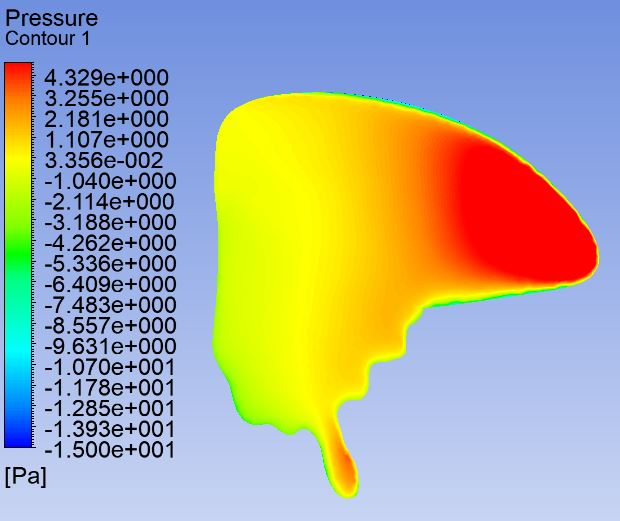 Pressure
Contour 1
4.329e+000
3.255e+000
2.181e+000
1.107e+000
3.356e-002
-1.040e+000
-2.114e+000
-3.188e+000
-4.262e+000
-5.336e+000
-6.409e+000
-7.483e+000
-8.557e+000
-9.631e+000
-1.070e+001
-1.178e+001
-1.285e+001
-1.393e+001
-1.500e+001
[Pa]